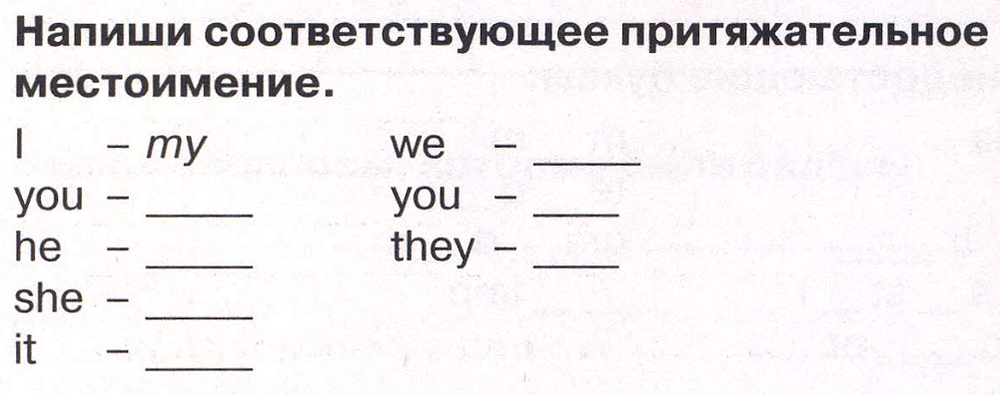 Напиши соответствующее притяжательное
местоимение.
I – my we – ____
you – ____ you – ____
he – ____ they – ____
she – ____
it – ____